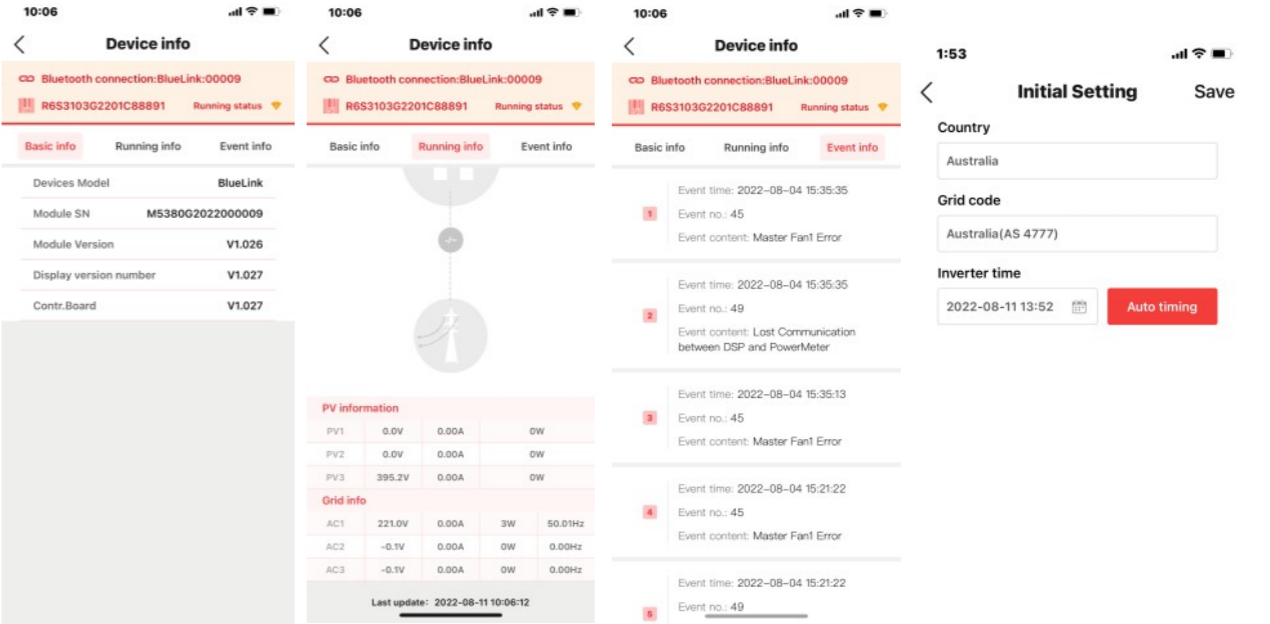 10:06
Device info
Bluetooth connection:BlueLink:00009
R6S3103G2201C88891 Running status
Basic info Running info Event info
Devices Model BlueLink
Module SN M5380G2022000009
Module Version V1.026
Display version number V1.027
Contr.Board V1.027
10:06
Device info
Bluetooth connection:BlueLink:00009
R6S3103G2201C88891 Running status
Basic info Running info Event info
PV information
PV1 0.0V 0.00A 0W
PV2 0.0V 0.00A 0W
PV3 395.2V 0.00A 0W
Grid info
AC1 221.0V 0.00A 3W 50.01Hz
AC2 -0.1V 0.00A 0W 0.00Hz
AC3 -0.1V 0.00A 0W 0.00Hz
Last update: 2022-08-11 10:06:12
10:06
Device info
Bluetooth connection:BlueLink:00009
R6S3103G2201C88891 Running status
Basic info Running info Event info
Event time: 2022-08-04 15:35:35
1 Event no.: 45
Event content: Master Fan1 Error
Event time: 2022-08-04 15:35:35
2 Event no.: 49
Event content: Lost Communication
between DSP and PowerMeter
Event time: 2022-08-04 15:35:13
3 Event no.: 45
Event content: Master Fan1 Error
Event time: 2022-08-04 15:21:22
4 Event no.: 45
Event content: Master Fan1 Error
Event time: 2022-08-04 15:21:22
5 Event no.: 49
1:53
Initial Setting Save
Country
Australia
Grid code
Australia(AS 4777)
Inverter time
2022-08-11 13:52 Auto timing